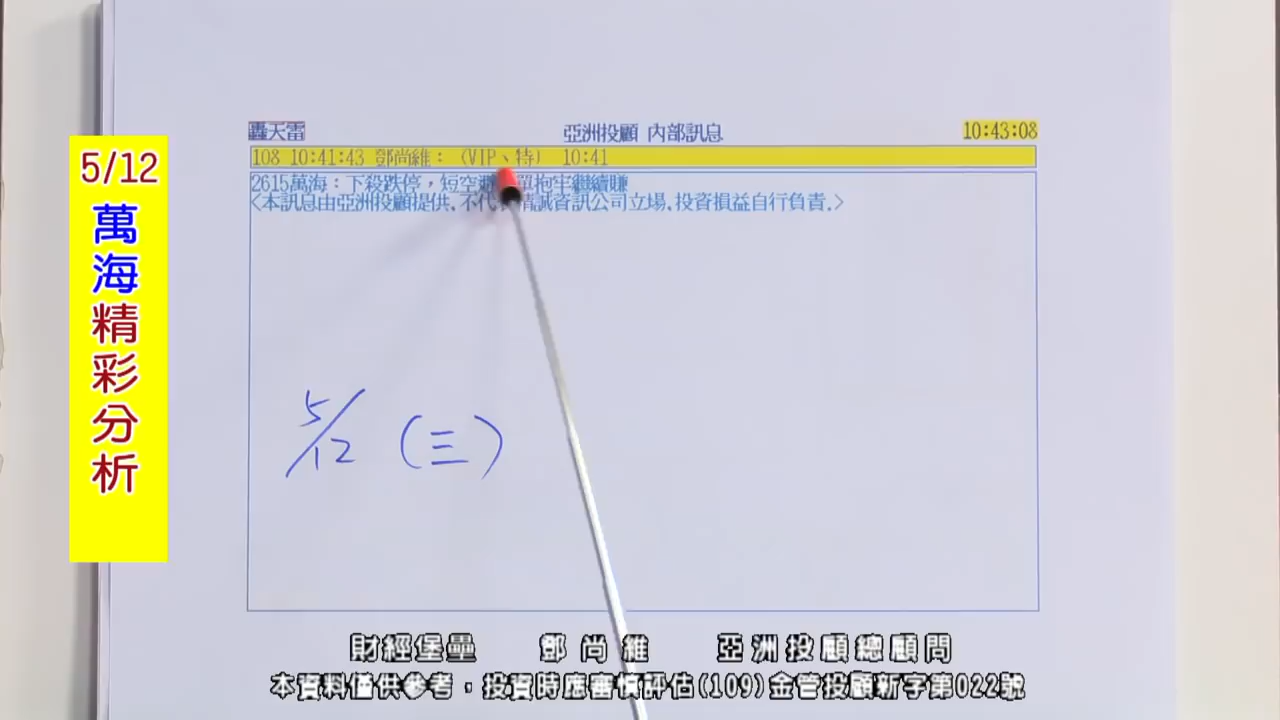 5/12
萬海精彩分析
轟天雷 亞洲投顧 內部訊息 10:43:08
108 10:41:43 鄧尚維：（VIP、特） 10:41
2615萬海：下殺跌停，短空 單抱牢繼續賺
<本訊息由亞洲投顧提供、不代表精誠資訊公司立場、投資損益自行負責.>
5/12 (三)
財經堡壘 鄧尚維 亞洲投顧總顧問
本資料僅供參考，投資時應審慎評估(109)金管投顧新字第022號